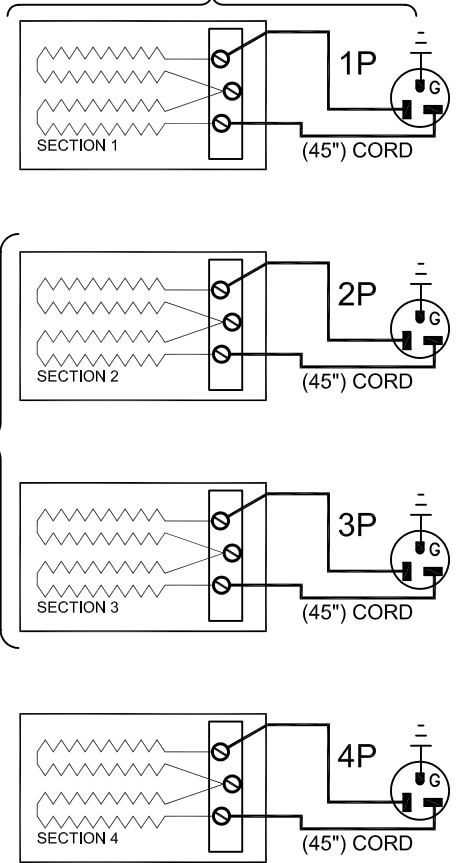 1P
G
SECTION 1
(45") CORD
2P
G
SECTION 2
(45") CORD
3P
G
SECTION 3
(45") CORD
4P
G
SECTION 4
(45") CORD